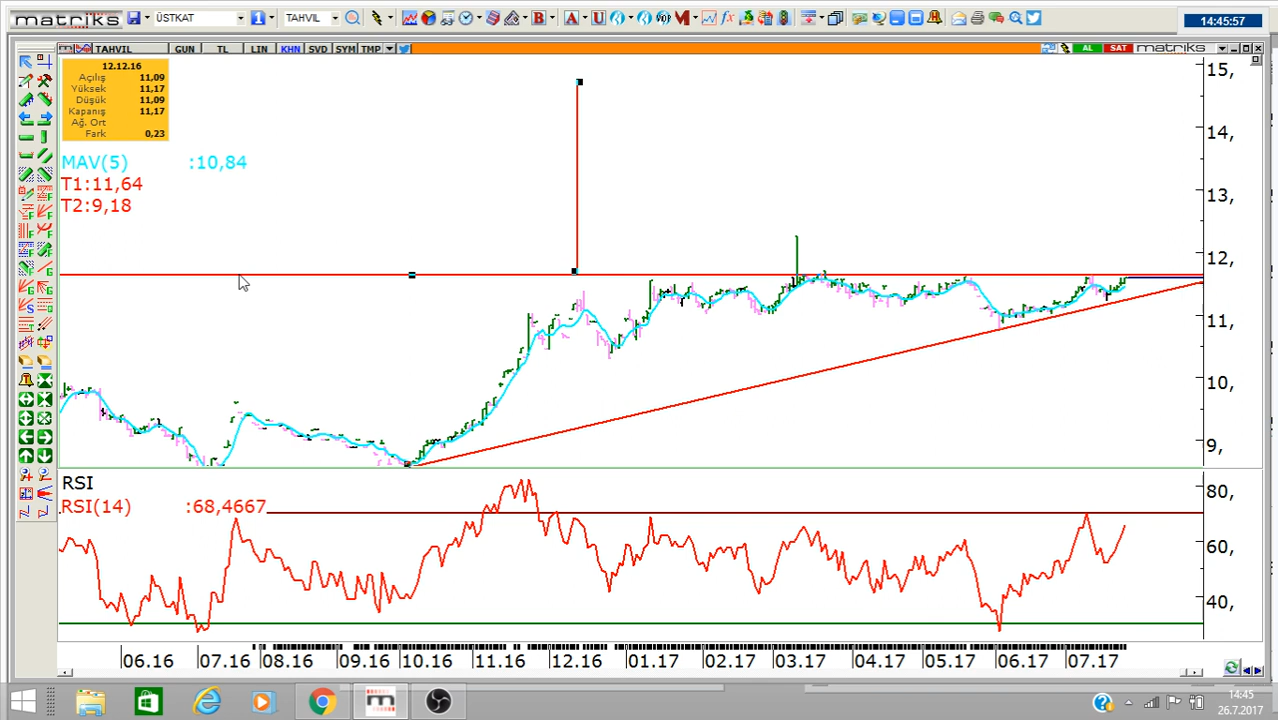 matriks ÜSTKAT TAHVIL 14:45:57
TAHVIL GUN TL LIN KHN SVD SYM TMP AL SAT matriks
12.12.16
Açılış 11,09
Yüksek 11,17
Düşük 11,09
Kapanış 11,17
Ağ. Ort
Fark 0,23
MAV(5) :10,84
T1:11,64
T2:9,18
15,
14,
13,
12,
11,
10,
9,
RSI
RSI(14) :68,4667
80,
60,
40,
06.16 07.16 08.16 09.16 10.16 11.16 12.16 01.17 02.17 03.17 04.17 05.17 06.17 07.17
14:45
26.7.2017